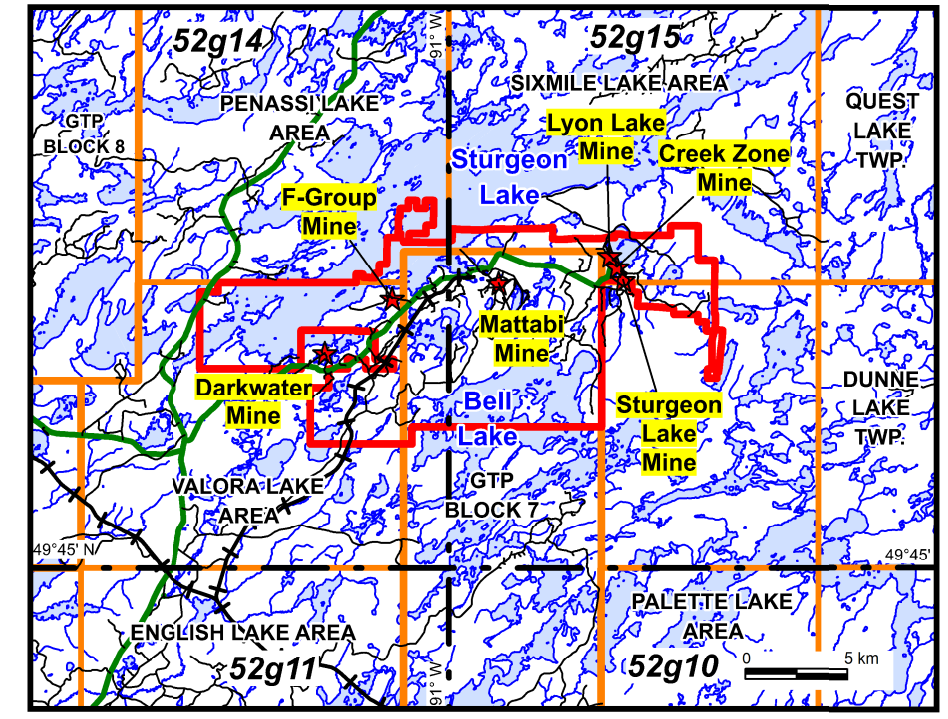 52g14
52g15
91° W
SIXMILE LAKE AREA
PENASSI LAKE
AREA
QUEST
LAKE
TWP.
GTP
BLOCK 8
Lyon Lake
Mine
Creek Zone
Mine
Sturgeon
Lake
F-Group
Mine
Mattabi
Mine
Darkwater
Mine
Bell
Lake
Sturgeon
Lake
Mine
DUNNE
LAKE
TWP.
VALORA LAKE
AREA
GTP
BLOCK 7
49°45' N
49°45'
PALETTE LAKE
AREA
ENGLISH LAKE AREA
52g11
91° W
52g10
0 5 km